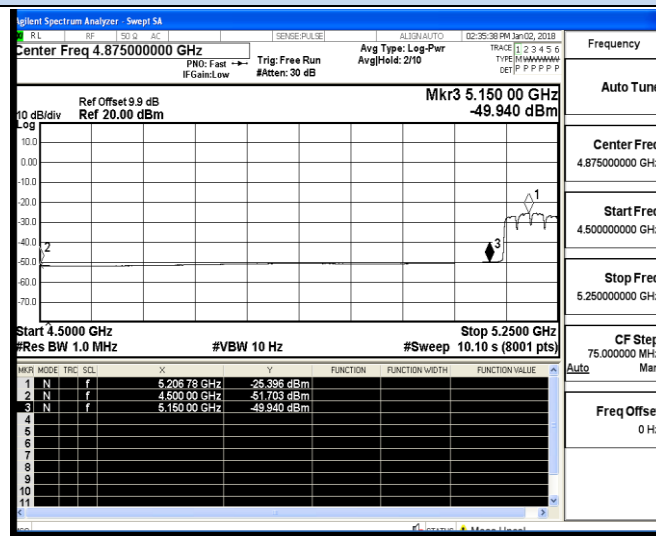 Agilent Spectrum Analyzer - Swept SA
RL RF 50 Ω AC SENSE:PULSE ALIGNAUTO 02:35:38 PM Jan 02, 2018
Center Freq 4.875000000 GHz
PNO: Fast
IFGain:Low
Trig: Free Run
#Atten: 30 dB
Avg Type: Log-Pwr
Avg|Hold: 2/10
TRACE 1 2 3 4 5 6
TYPE M W W W W W
DET P P P P P P
Ref Offset 9.9 dB
10 dB/div Ref 20.00 dBm
Mkr3 5.150 00 GHz
-49.940 dBm
Log
10.0
0.00
-10.0
-20.0
-30.0
-40.0
-50.0
-60.0
-70.0
1
2
3
Start 4.5000 GHz Stop 5.2500 GHz
#Res BW 1.0 MHz #VBW 10 Hz #Sweep 10.10 s (8001 pts)
MKR MODE TRC SCL X Y FUNCTION FUNCTION WIDTH FUNCTION VALUE
1 N f 5.206 78 GHz -25.396 dBm
2 N f 4.500 00 GHz -51.703 dBm
3 N f 5.150 00 GHz -49.940 dBm
4
5
6
7
8
9
10
11
Frequency
Auto Tune
Center Freq
4.875000000 GHz
Start Freq
4.500000000 GHz
Stop Freq
5.250000000 GHz
CF Step
75.000000 MHz
Auto Man
Freq Offset
0 Hz